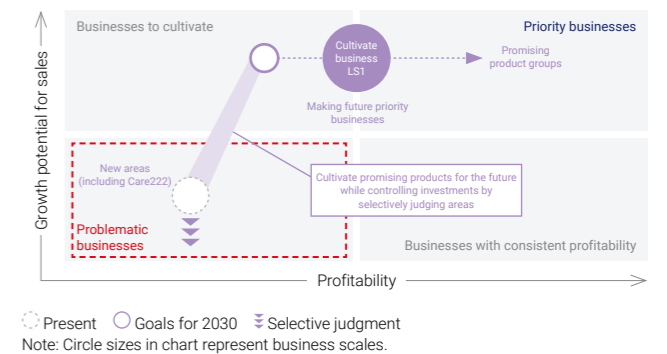 Businesses to cultivate
Priority businesses
Cultivate
business
LS1
Promising
product groups
Making future priority
businesses
New areas
(including Care222)
Cultivate promising products for the future
while controlling investments by
selectively judging areas
Problematic
businesses
Businesses with consistent profitability
Growth potential for sales
Profitability
Present
Goals for 2030
Selective judgment
Note: Circle sizes in chart represent business scales.